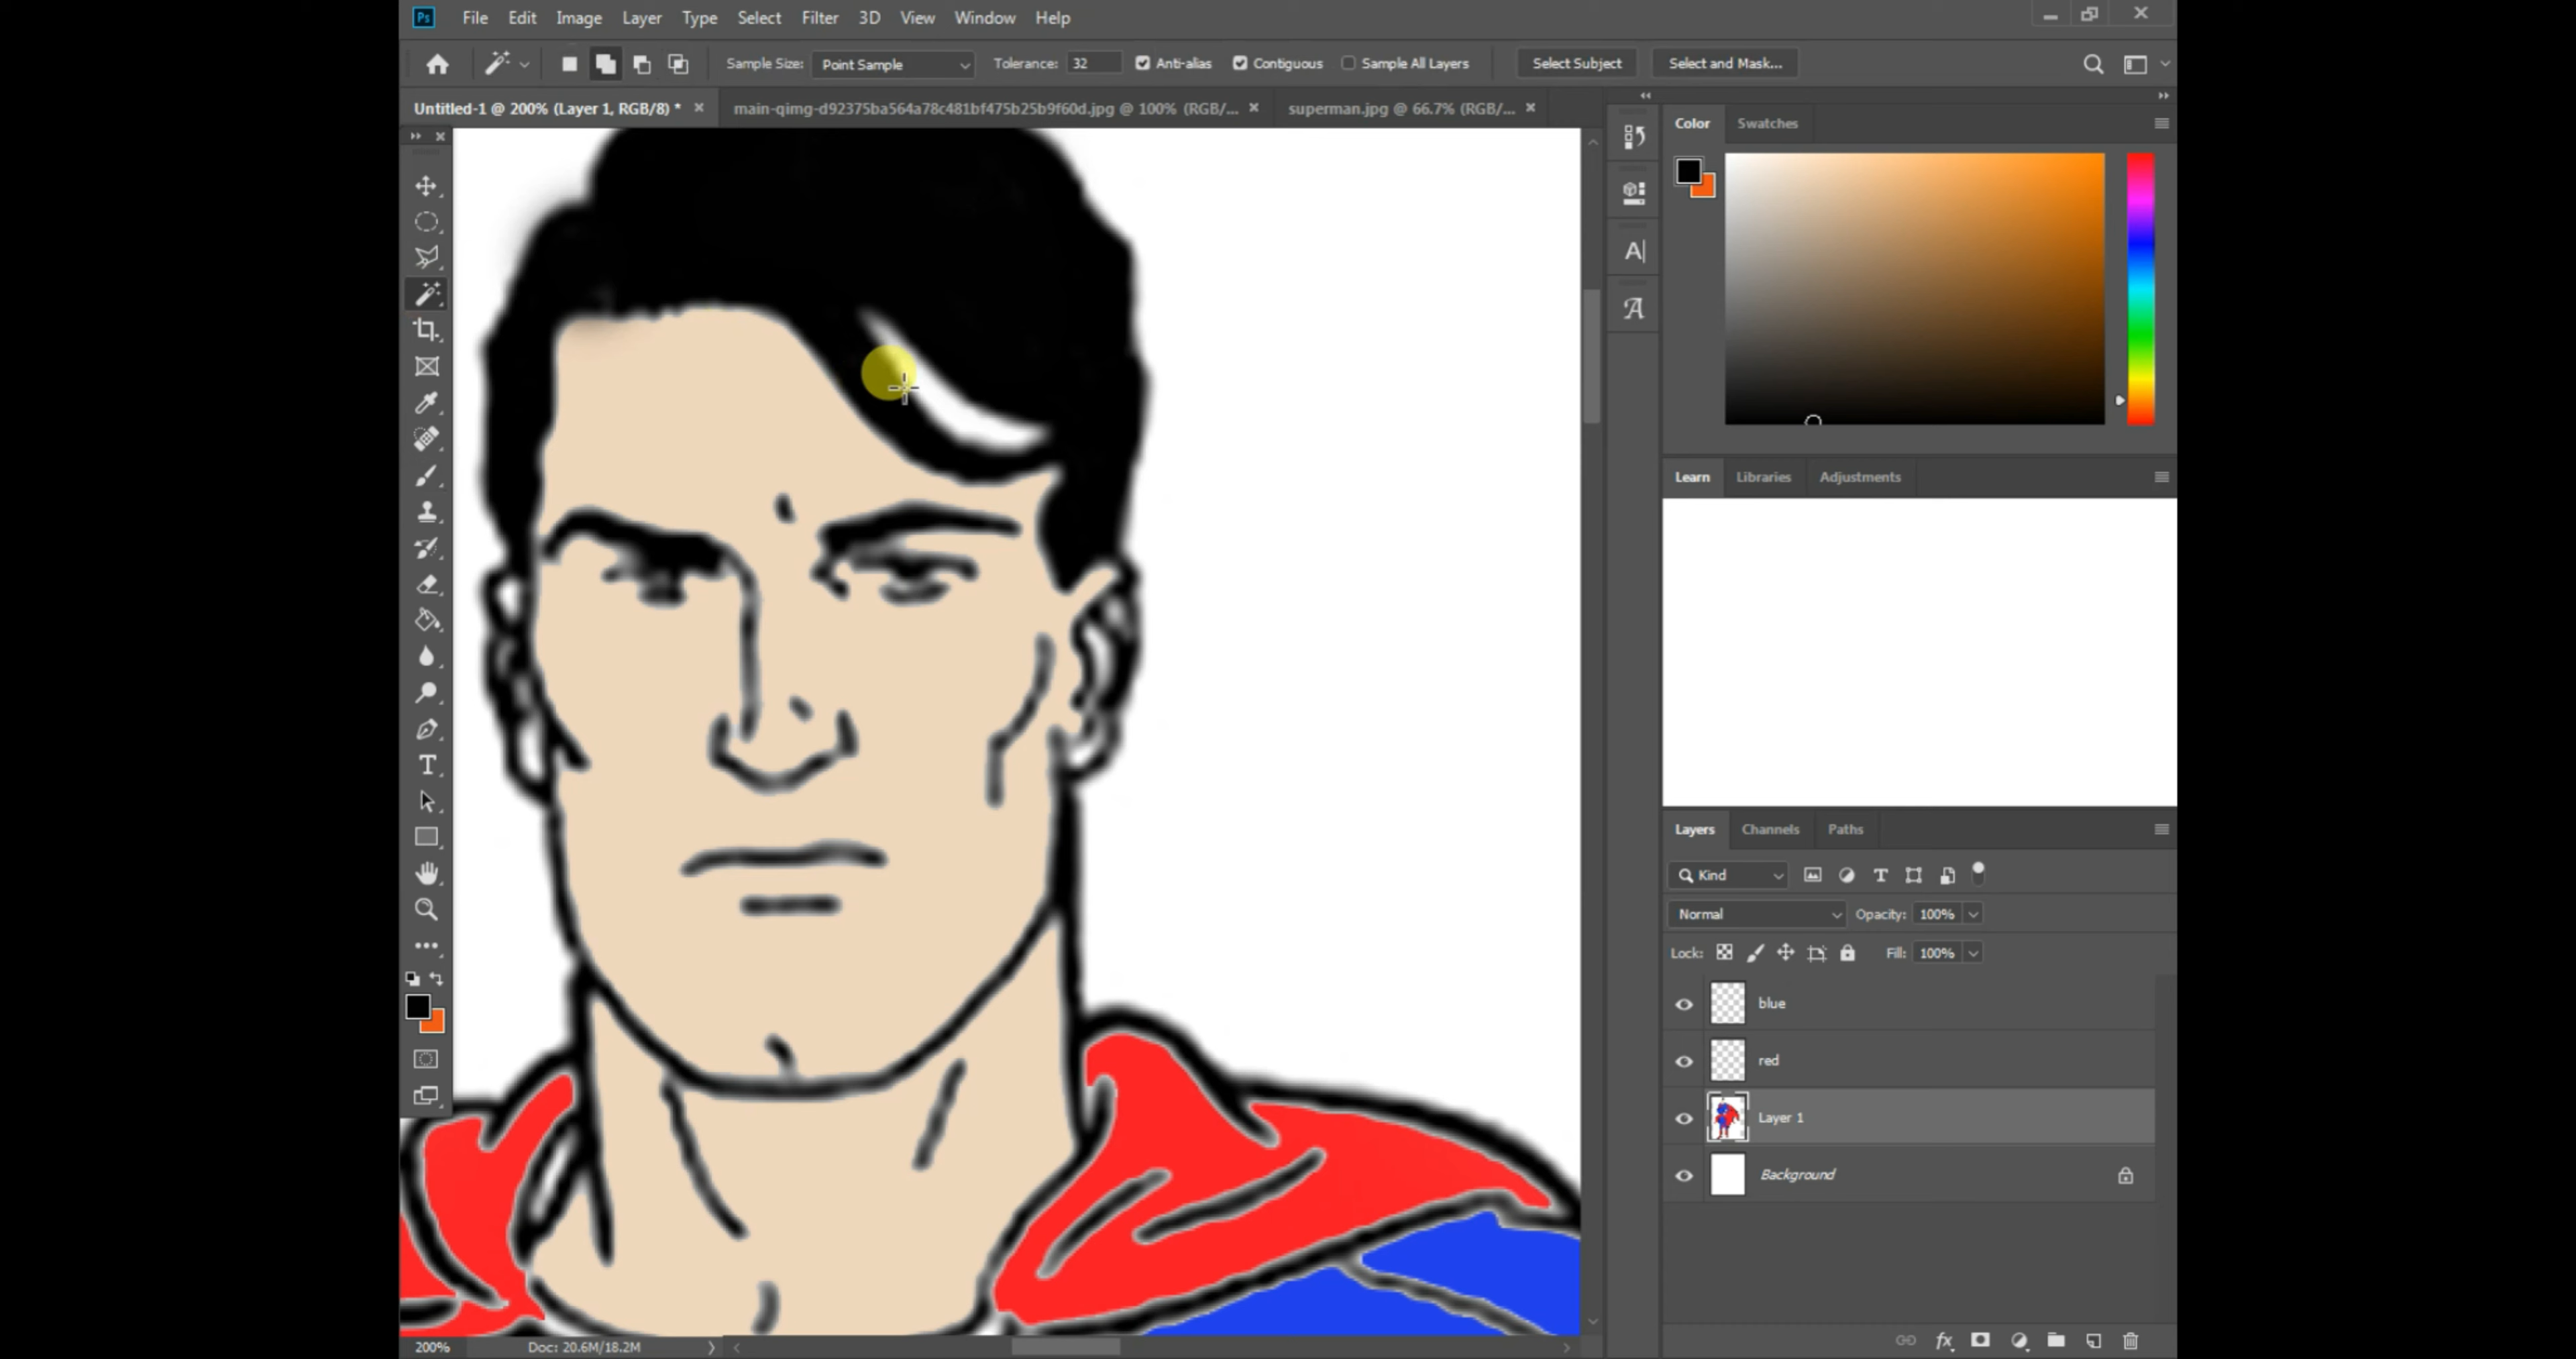 Ps File Edit Image Layer Type Select Filter 3D View Window Help
Sample Size: Point Sample Tolerance: 32 Anti-alias Contiguous Sample All Layers Select Subject Select and Mask...
Untitled-1 @ 200% (Layer 1, RGB/8) * main-qimg-d92375ba564a78c481bf475b25b9f60d.jpg @ 100% (RGB/... superman.jpg @ 66.7% (RGB/...
Color Swatches
Learn Libraries Adjustments
Layers Channels Paths
Kind
Normal Opacity: 100%
Lock: Fill: 100%
blue
red
Layer 1
Background
200% Doc: 20.6M/18.2M